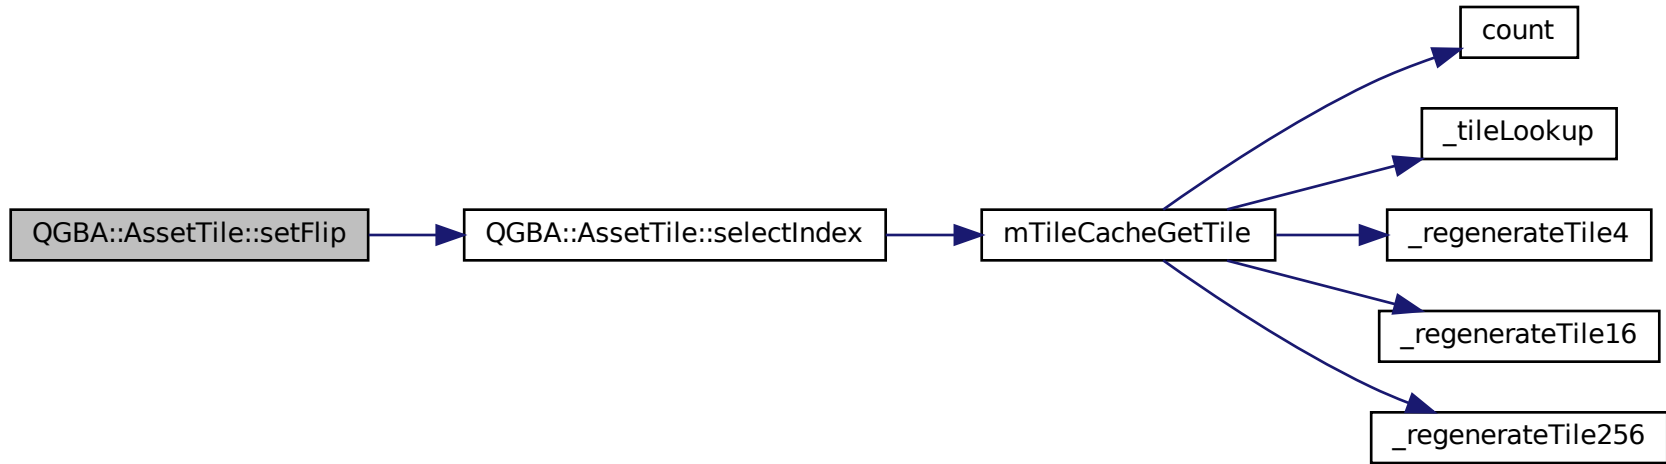 QGBA::AssetTile::setFlip
QGBA::AssetTile::selectIndex
mTileCacheGetTile
count
_tileLookup
_regenerateTile4
_regenerateTile16
_regenerateTile256